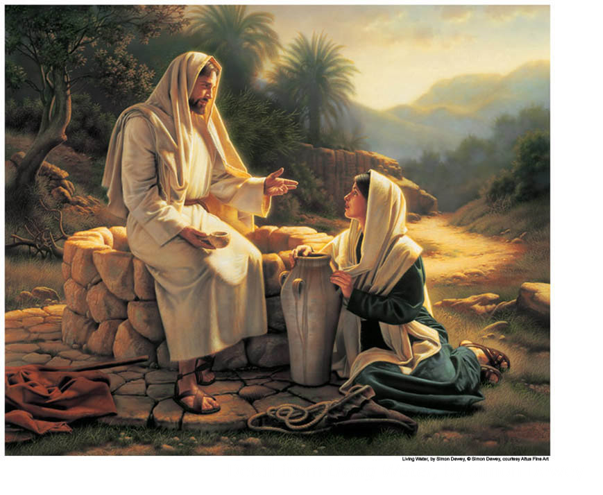 Living Water, by Simon Dewey, © Simon Dewey, courtesy Altus Fine Art